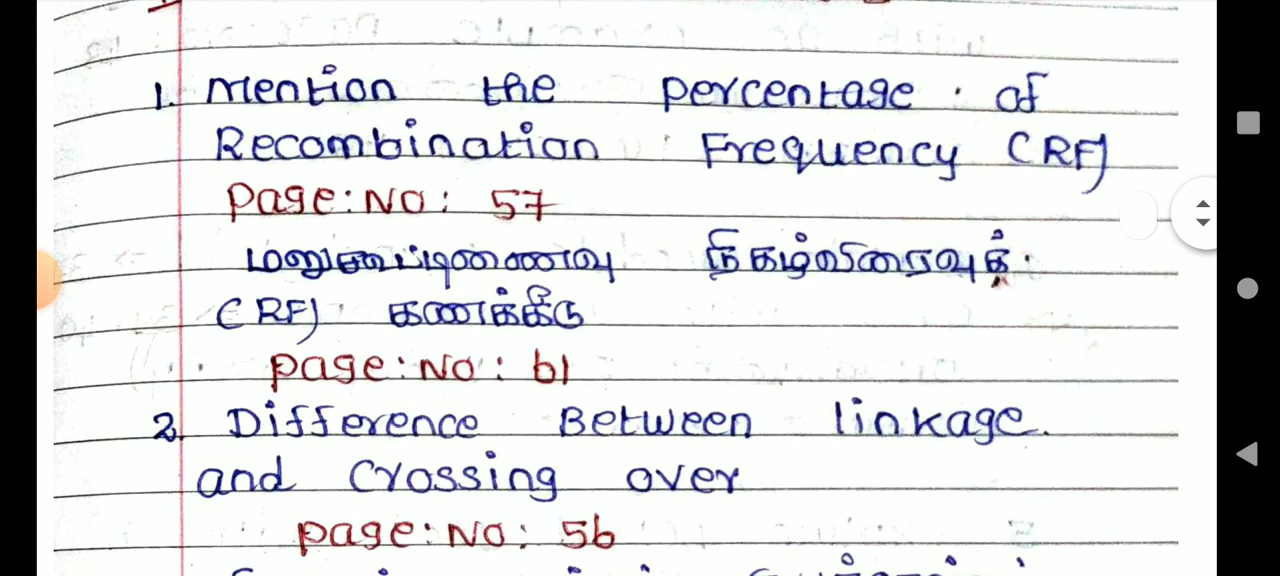 1. Mention the percentage. of
Recombination Frequency (RF)
Page: No: 57
மறுகூட்டிணைவு நிகழ்விரைவுக்.
(RF) கணக்கீடு
page: No: 61
2. Difference Between linkage.
and Crossing over
page: No: 56